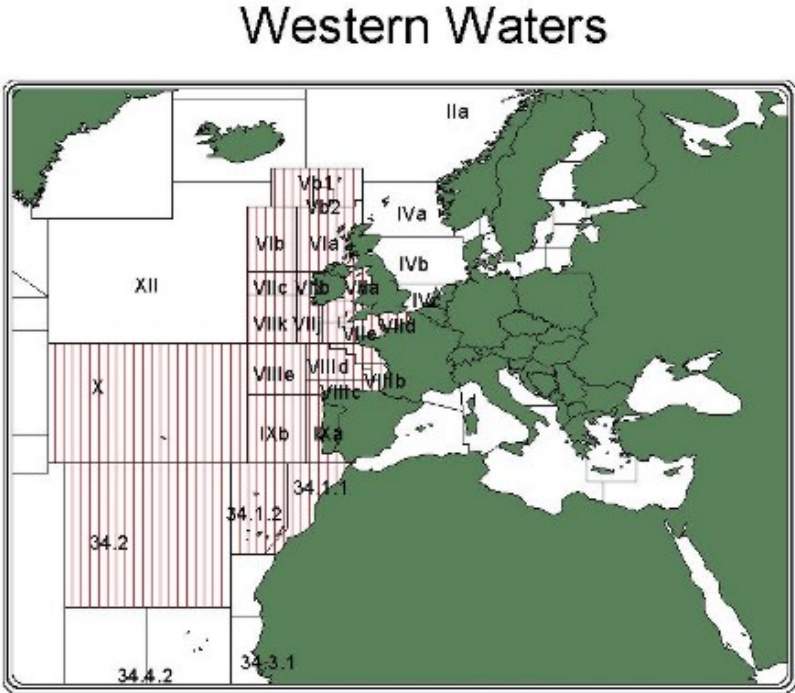 Western Waters
IIa
Vb1
Vb2
IVa
VIb
VIa
IVb
XII
VIIc
VIIb
VIIa
IVc
VIIk
VIIj
VIIe
VIId
VIIIe
VIIId
VIIIb
VIIIc
X
IXb
IXa
34.1.1
34.1.2
34.2
34.3.1
34.4.2